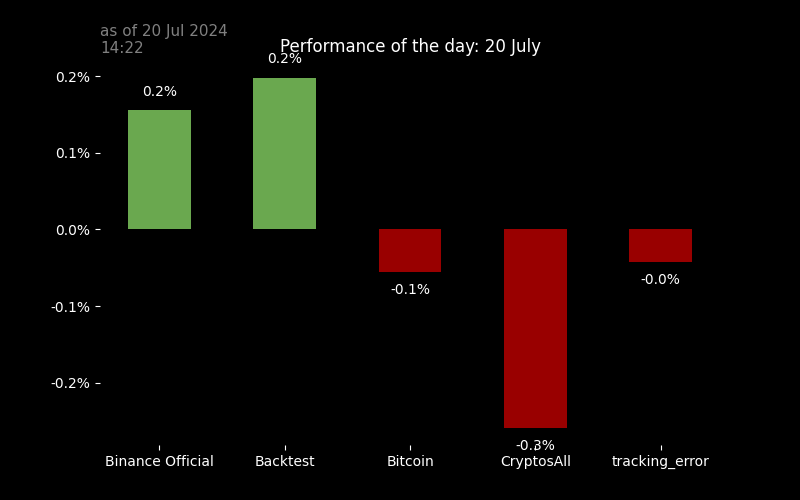 as of 20 Jul 2024
14:22
Performance of the day: 20 July
0.2%
0.2%
0.2%
0.1%
0.0%
-0.1%
-0.0%
-0.1%
-0.2%
-0.3%
Binance Official
Backtest
Bitcoin
CryptosAll
tracking_error